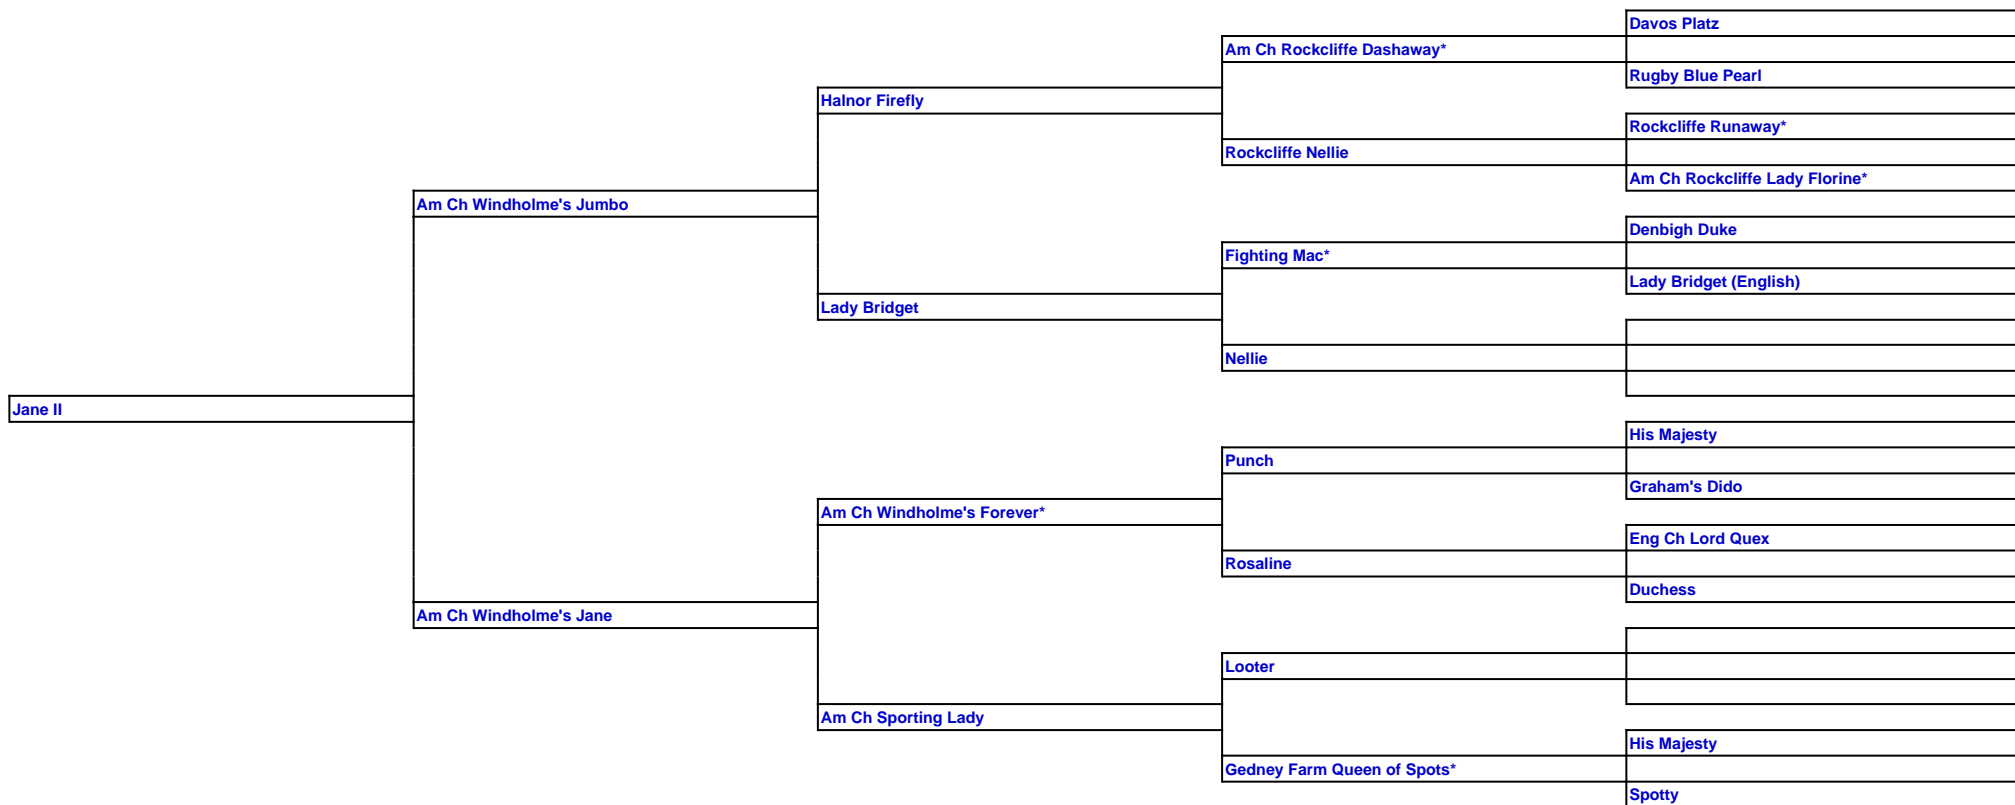 Davos Platz
Am Ch Rockcliffe Dashaway*
Rugby Blue Pearl
Halnor Firefly
Rockcliffe Runaway*
Rockcliffe Nellie
Am Ch Rockcliffe Lady Florine*
Am Ch Windholme's Jumbo
Denbigh Duke
Fighting Mac*
Lady Bridget (English)
Lady Bridget
Nellie
Jane II
His Majesty
Punch
Graham's Dido
Am Ch Windholme's Forever*
Eng Ch Lord Quex
Rosaline
Duchess
Am Ch Windholme's Jane
Looter
Am Ch Sporting Lady
His Majesty
Gedney Farm Queen of Spots*
Spotty